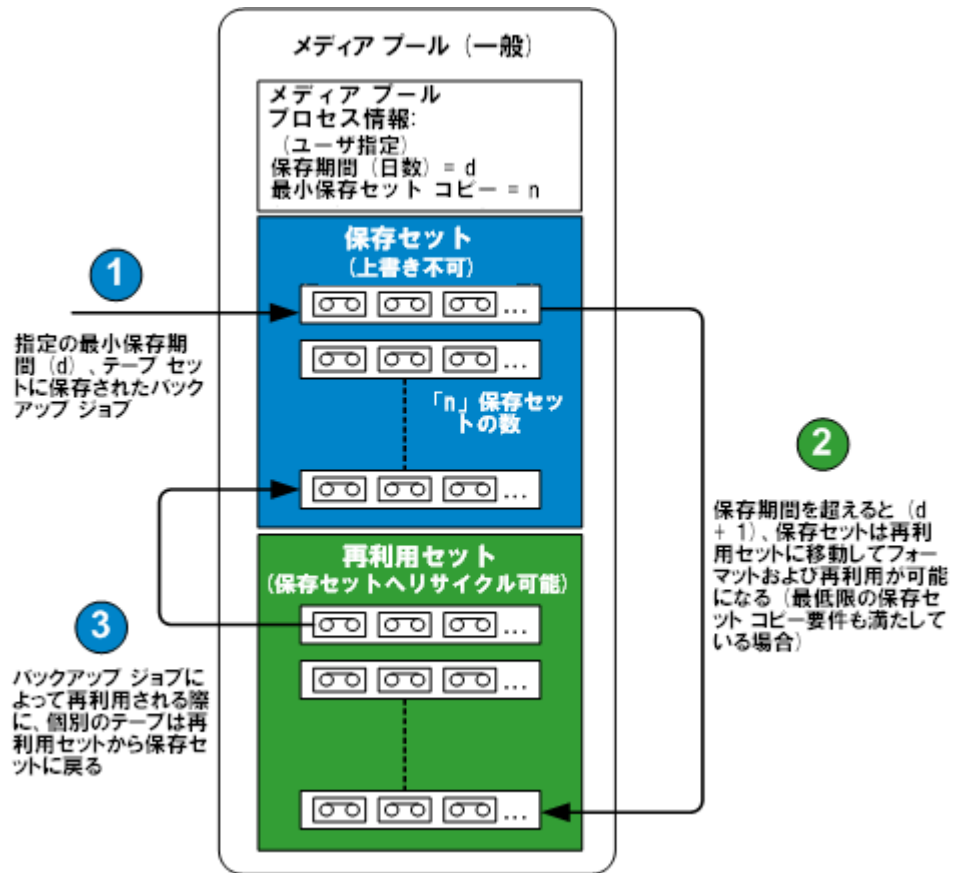 メディア プール (一般)
メディア プール
プロセス情報:
(ユーザ指定)
保存期間 (日数) = d
最小保存セット コピー = n
保存セット
(上書き不可)
...
...
「n」保存セッ
トの数
...
1
指定の最小保存期
間 (d) 、テープ セッ
トに保存されたバック
アップ ジョブ
2
保存期間を超えると (d
+ 1)、保存セットは再利
用セットに移動してフォー
マットおよび再利用が可能
になる (最低限の保存セ
ット コピー要件も満たして
いる場合)
再利用セット
(保存セットへリサイクル可能)
...
...
...
3
バックアップ ジョブに
よって再利用される際
に、個別のテープは再
利用セットから保存セ
ットに戻る